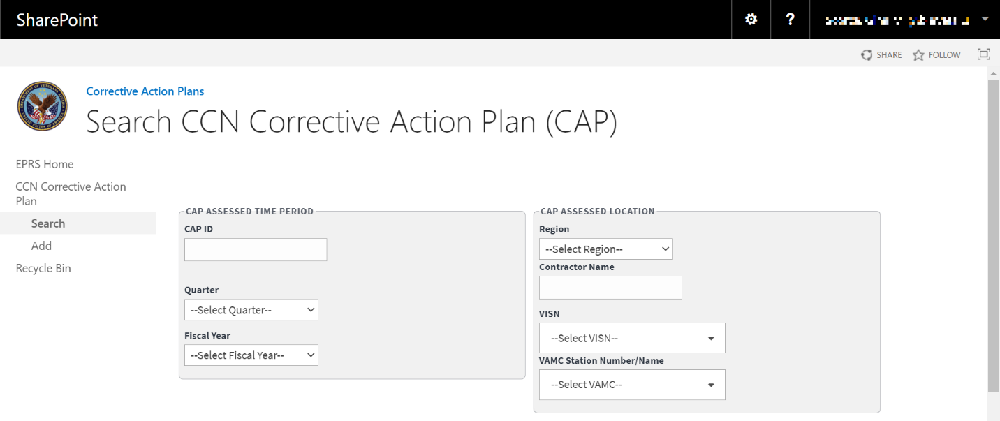 SharePoint
?
SHARE
FOLLOW
Corrective Action Plans
Search CCN Corrective Action Plan (CAP)
EPRS Home
CCN Corrective Action
Plan
Search
Add
Recycle Bin
CAP ASSESSED TIME PERIOD
CAP ID
Quarter
--Select Quarter--
Fiscal Year
--Select Fiscal Year--
CAP ASSESSED LOCATION
Region
--Select Region--
Contractor Name
VISN
--Select VISN--
VAMC Station Number/Name
--Select VAMC--